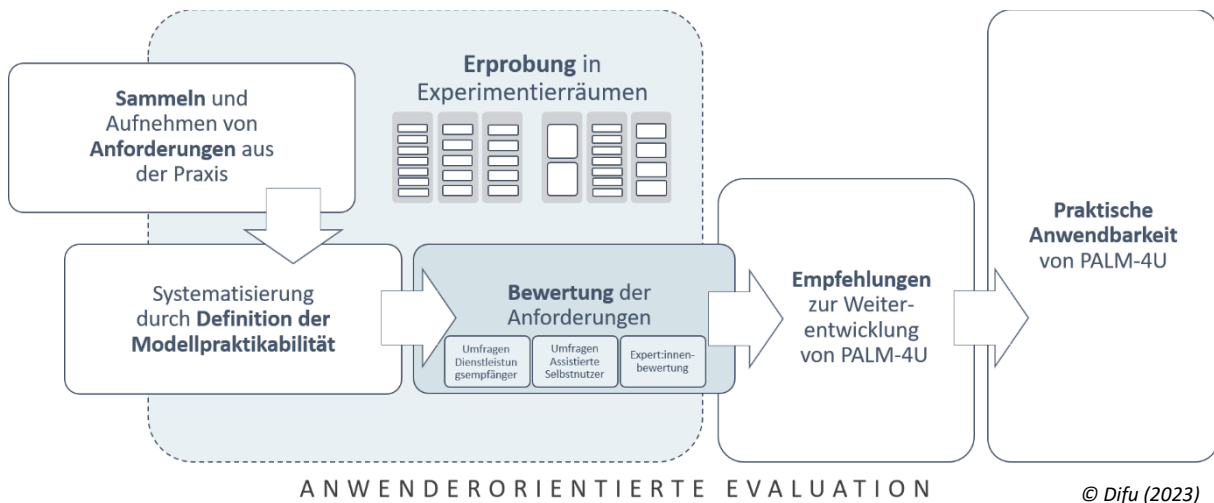 Sammeln und
Aufnehmen von
Anforderungen aus
der Praxis
Erprobung in
Experimentierräumen
Systematisierung
durch Definition der
Modellpraktikabilität
Bewertung der
Anforderungen
Umfragen
Dienstleistun
gsempfänger
Umfragen
Assistierte
Selbstnutzer
Expert:innen-
bewertung
Empfehlungen
zur Weiter-
entwicklung
von PALM-4U
Praktische
Anwendbarkeit
von PALM-4U
ANWENDERORIENTIERTE EVALUATION
© Difu (2023)